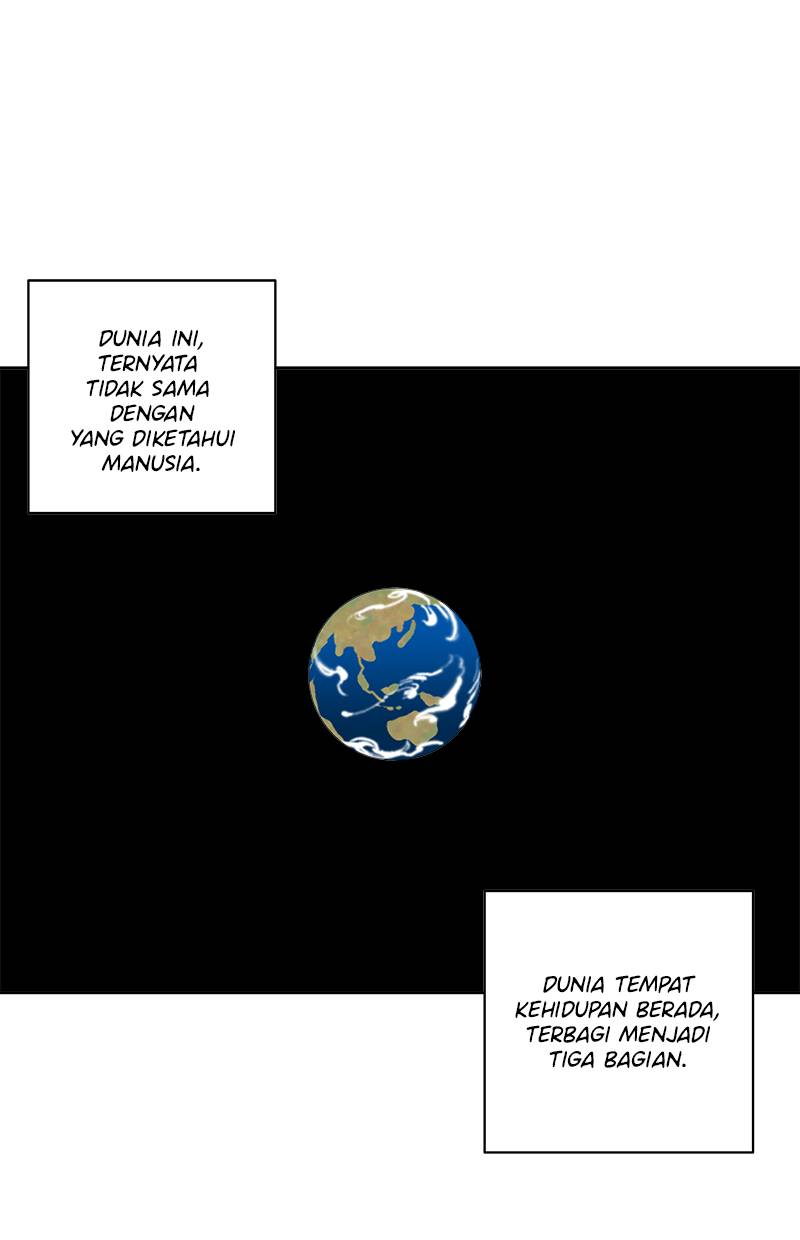 DUNIA INI,
TERNYATA
TIDAK SAMA
DENGAN
YANG DIKETAHUI
MANUSIA.
DUNIA TEMPAT
KEHIDUPAN BERADA,
TERBAGI MENJADI
TIGA BAGIAN.